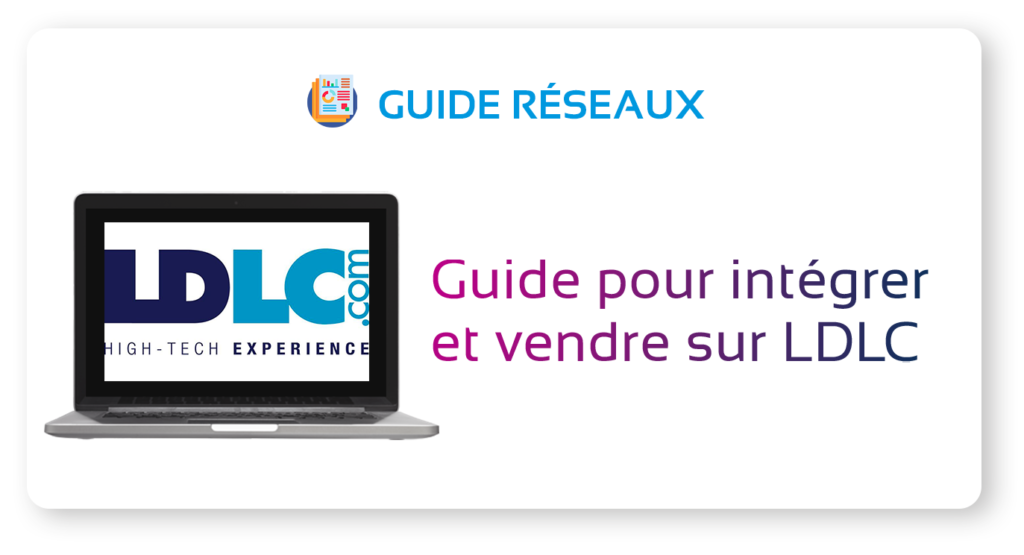 GUIDE RÉSEAUX
LDLC.com
HIGH-TECH EXPERIENCE
Guide pour intégrer
et vendre sur LDLC